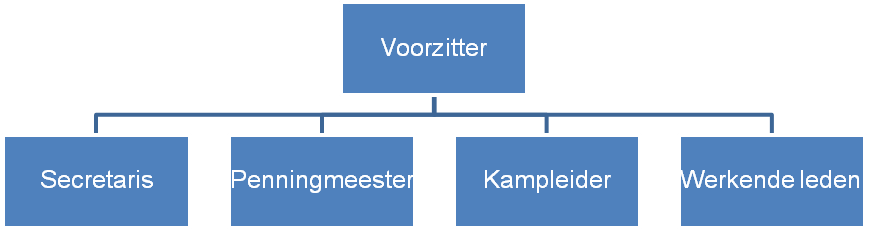 Voorzitter
Secretaris
Penningmeester
Kampleider
Werkende leden